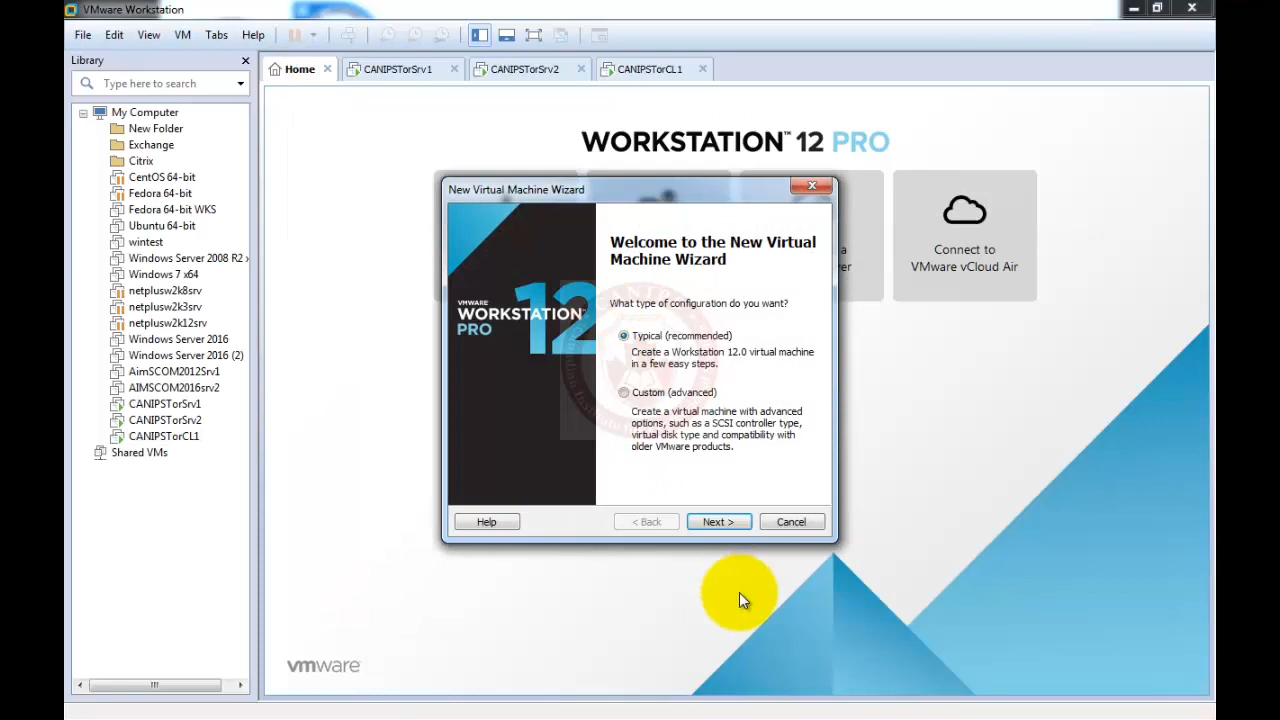 VMware Workstation
File Edit View VM Tabs Help
Library
Type here to search
My Computer
New Folder
Exchange
Citrix
CentOS 64-bit
Fedora 64-bit
Fedora 64-bit WKS
Ubuntu 64-bit
wintest
Windows Server 2008 R2 x
Windows 7 x64
netplusw2k8srv
netplusw2k3srv
netplusw2k12srv
Windows Server 2016
Windows Server 2016 (2)
AimSCOM2012Srv1
AIMSCOM2016srv2
CANIPSTorSrv1
CANIPSTorSrv2
CANIPSTorCL1
Shared VMs
Home CANIPSTorSrv1 CANIPSTorSrv2 CANIPSTorCL1
WORKSTATION™ 12 PRO
Connect to
VMware vCloud Air
New Virtual Machine Wizard
VMWARE
WORKSTATION™
PRO
12
Welcome to the New Virtual
Machine Wizard
What type of configuration do you want?
Typical (recommended)
Create a Workstation 12.0 virtual machine
in a few easy steps.
Custom (advanced)
Create a virtual machine with advanced
options, such as a SCSI controller type,
virtual disk type and compatibility with
older VMware products.
Help < Back Next > Cancel
vmware